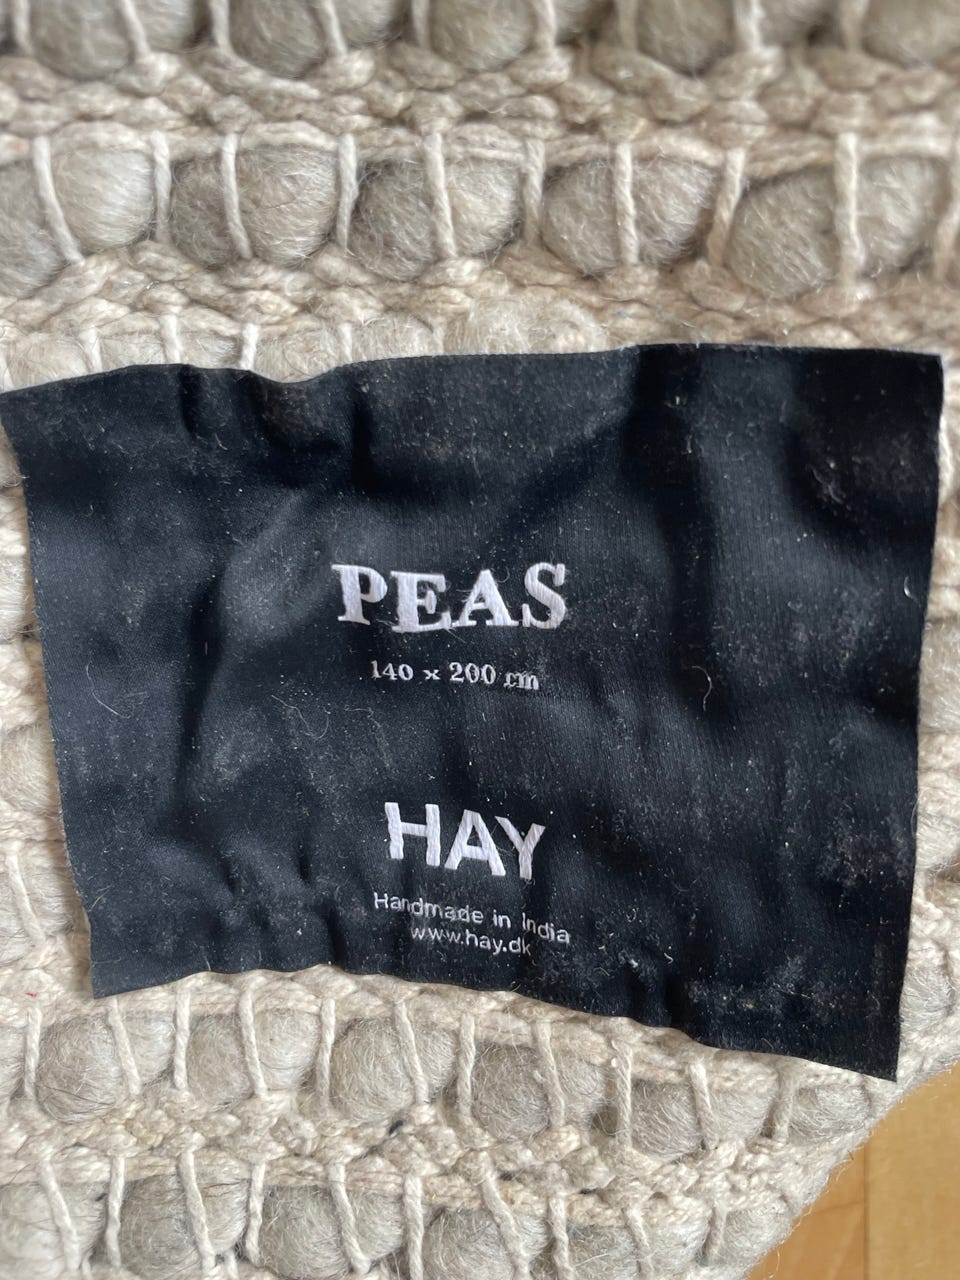 PEAS
140 x 200 cm
HAY
Handmade in India
www.hay.dk